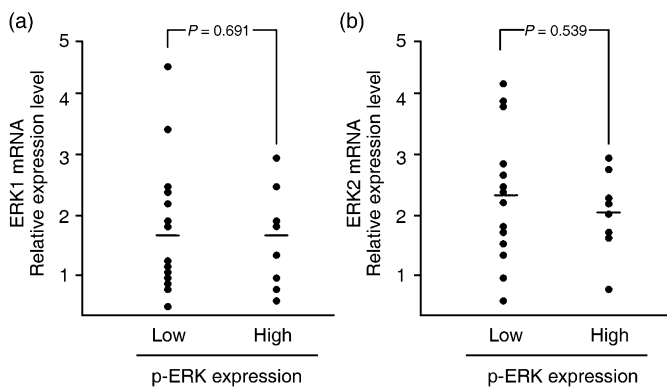 (a)
P = 0.691
5
4
3
2
1
ERK1 mRNA
Relative expression level
Low High
p-ERK expression
(b)
P = 0.539
5
4
3
2
1
ERK2 mRNA
Relative expression level
Low High
p-ERK expression